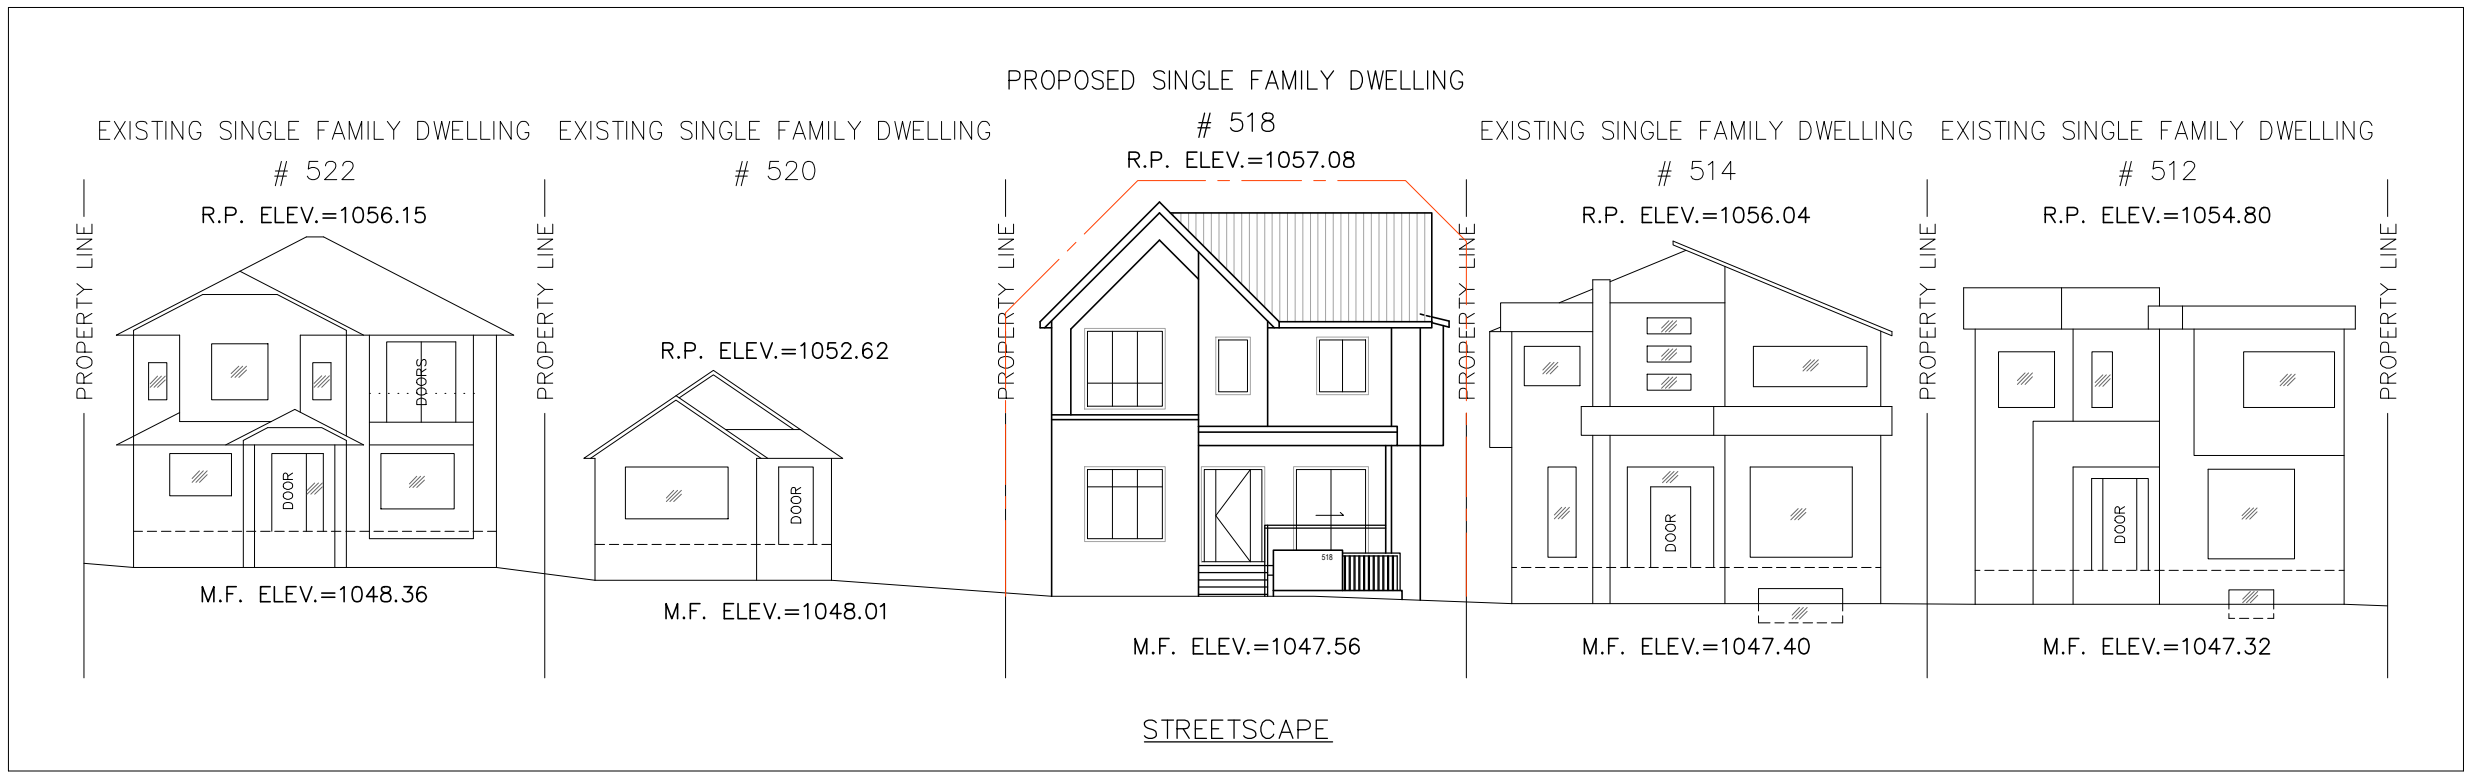 PROPOSED SINGLE FAMILY DWELLING
# 518
R.P. ELEV.=1057.08
EXISTING SINGLE FAMILY DWELLING
# 522
R.P. ELEV.=1056.15
EXISTING SINGLE FAMILY DWELLING
# 520
R.P. ELEV.=1052.62
EXISTING SINGLE FAMILY DWELLING
# 514
R.P. ELEV.=1056.04
EXISTING SINGLE FAMILY DWELLING
# 512
R.P. ELEV.=1054.80
PROPERTY LINE
PROPERTY LINE
PROPERTY LINE
PROPERTY LINE
PROPERTY LINE
PROPERTY LINE
DOORS
DOOR
DOOR
518
DOOR
DOOR
M.F. ELEV.=1048.36
M.F. ELEV.=1048.01
M.F. ELEV.=1047.56
M.F. ELEV.=1047.40
M.F. ELEV.=1047.32
STREETSCAPE